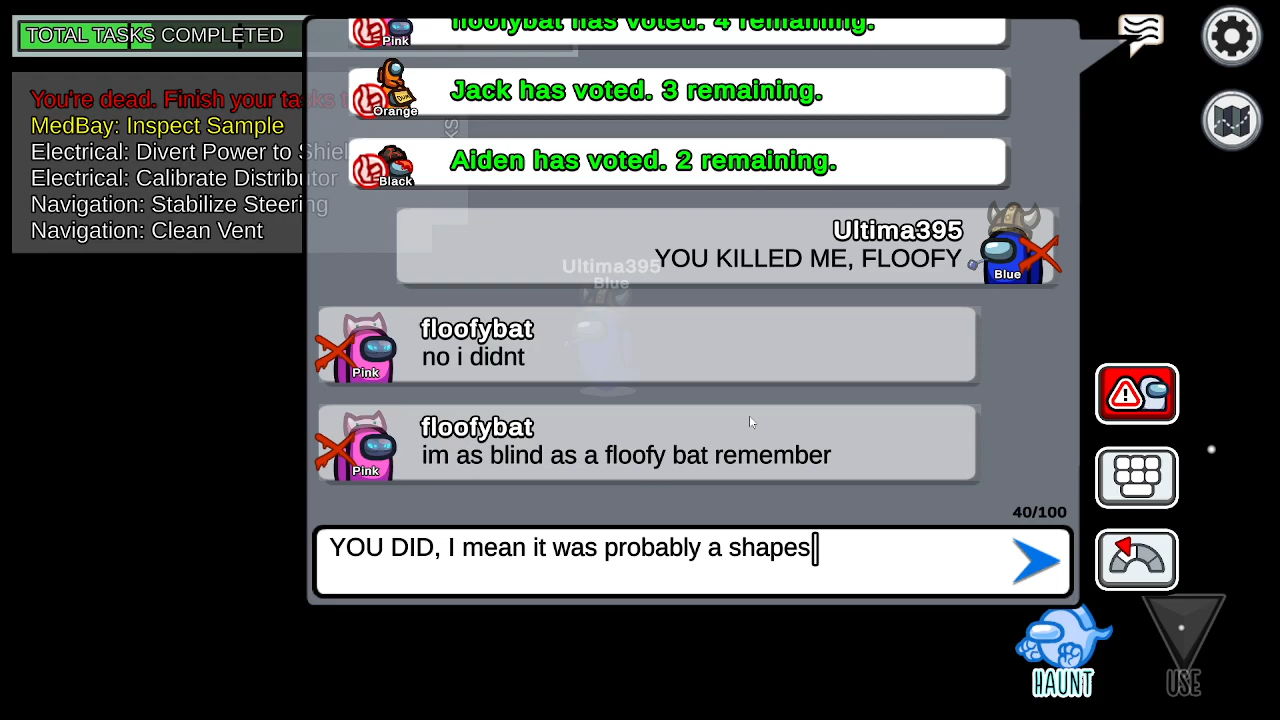 TOTAL TASKS COMPLETED
You're dead. Finish your tasks t
MedBay: Inspect Sample
Electrical: Divert Power to Shiel
Electrical: Calibrate Distributor
Navigation: Stabilize Steering
Navigation: Clean Vent
floofybat has voted. 4 remaining.
Pink
Jack has voted. 3 remaining.
Orange
Aiden has voted. 2 remaining.
Black
Ultima395
YOU KILLED ME, FLOOFY
Blue
Ultima395
Blue
floofybat
no i didnt
Pink
floofybat
im as blind as a floofy bat remember
Pink
40/100
YOU DID, I mean it was probably a shapes
HAUNT
USE